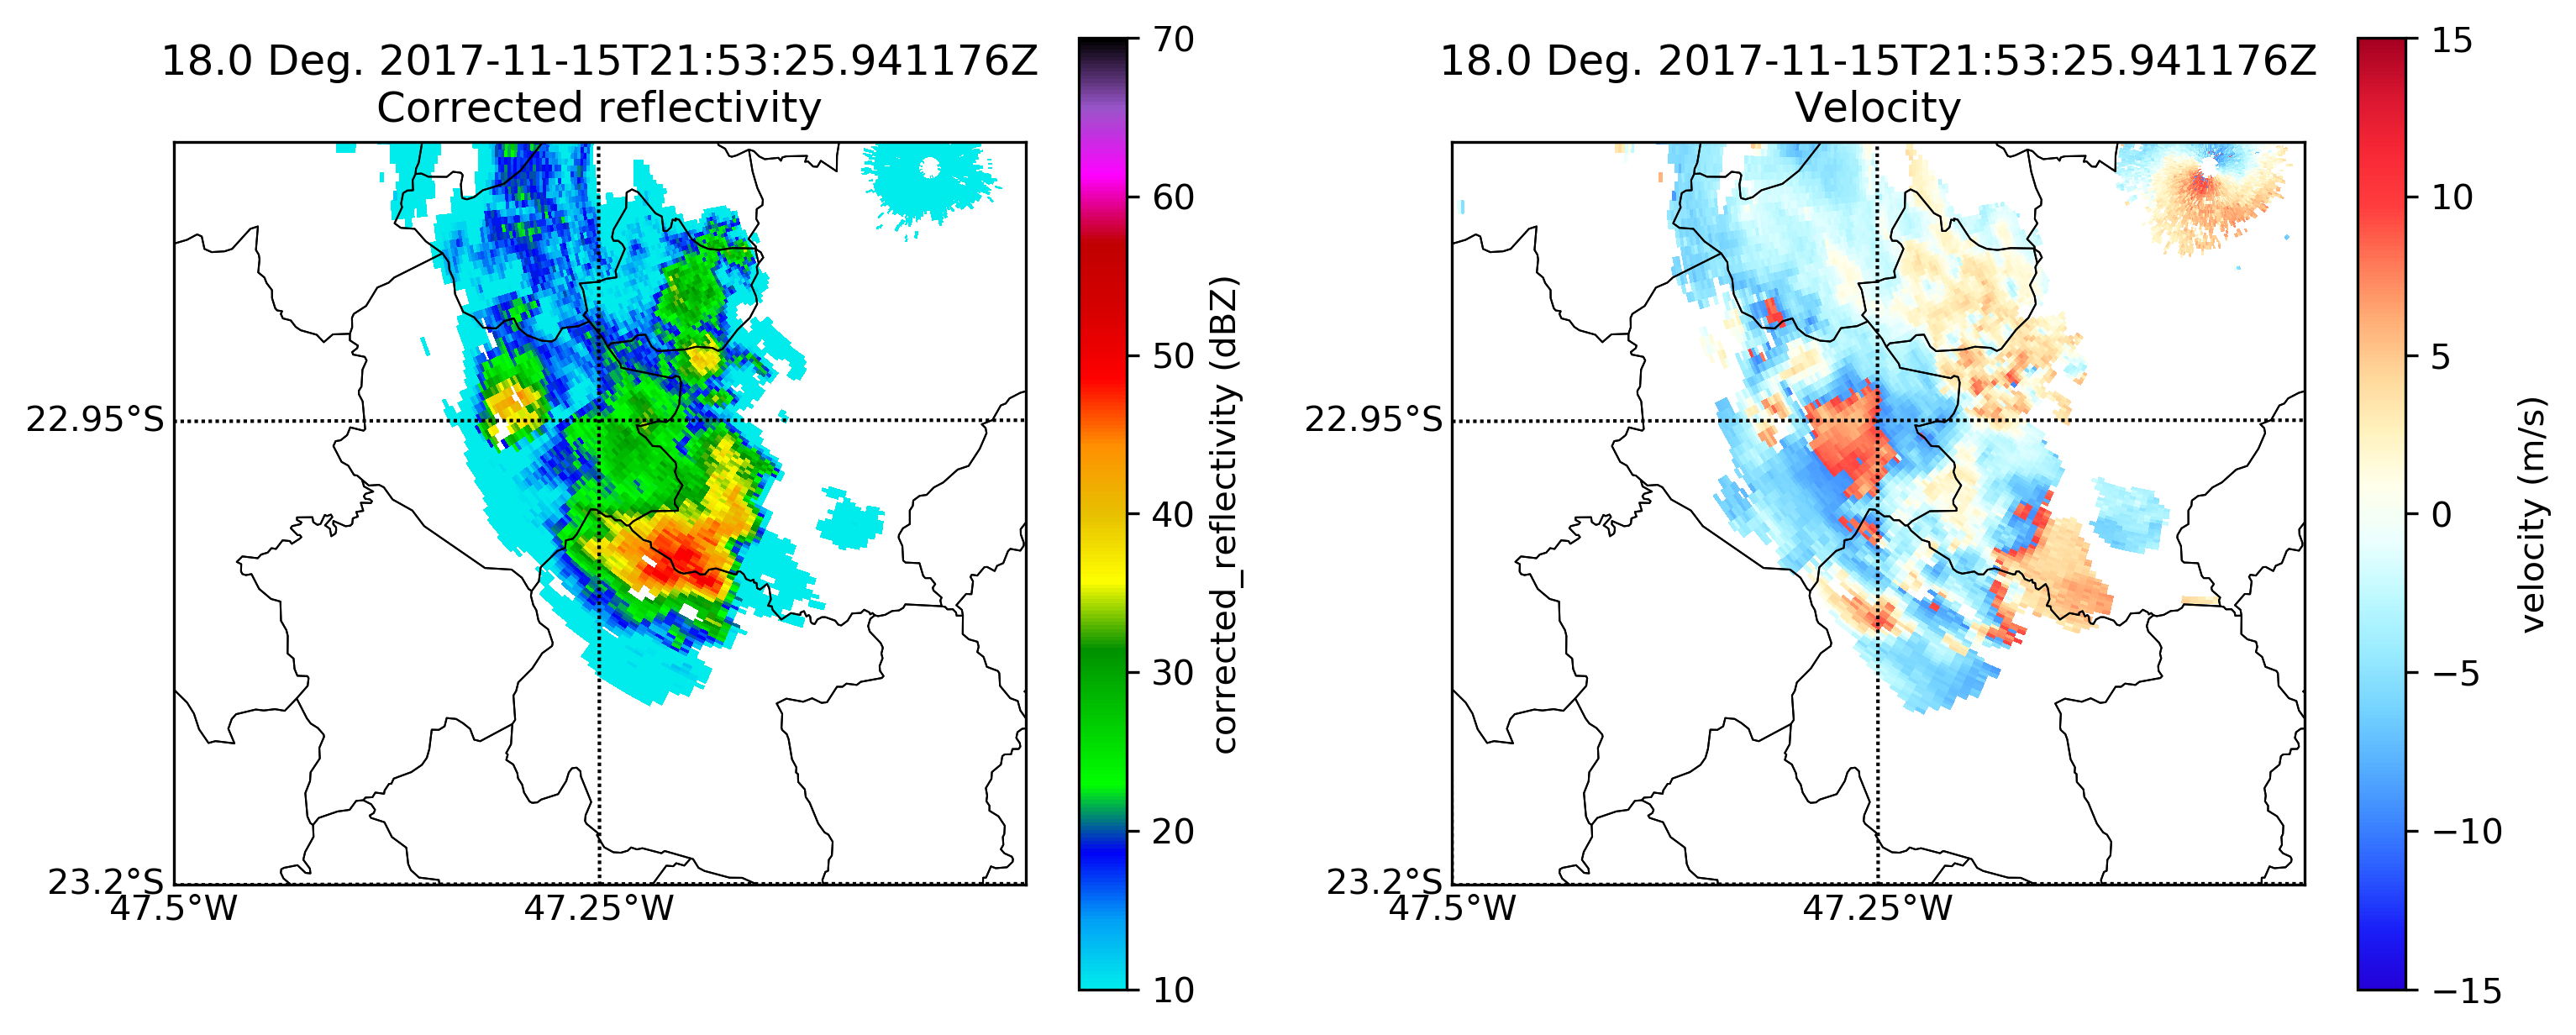 18.0 Deg. 2017-11-15T21:53:25.941176Z
Corrected reflectivity
22.95°S
23.2°S
47.5°W
47.25°W
70
60
50
40
30
20
10
corrected_reflectivity (dBZ)
18.0 Deg. 2017-11-15T21:53:25.941176Z
Velocity
22.95°S
23.2°S
47.5°W
47.25°W
15
10
5
0
−5
−10
−15
velocity (m/s)